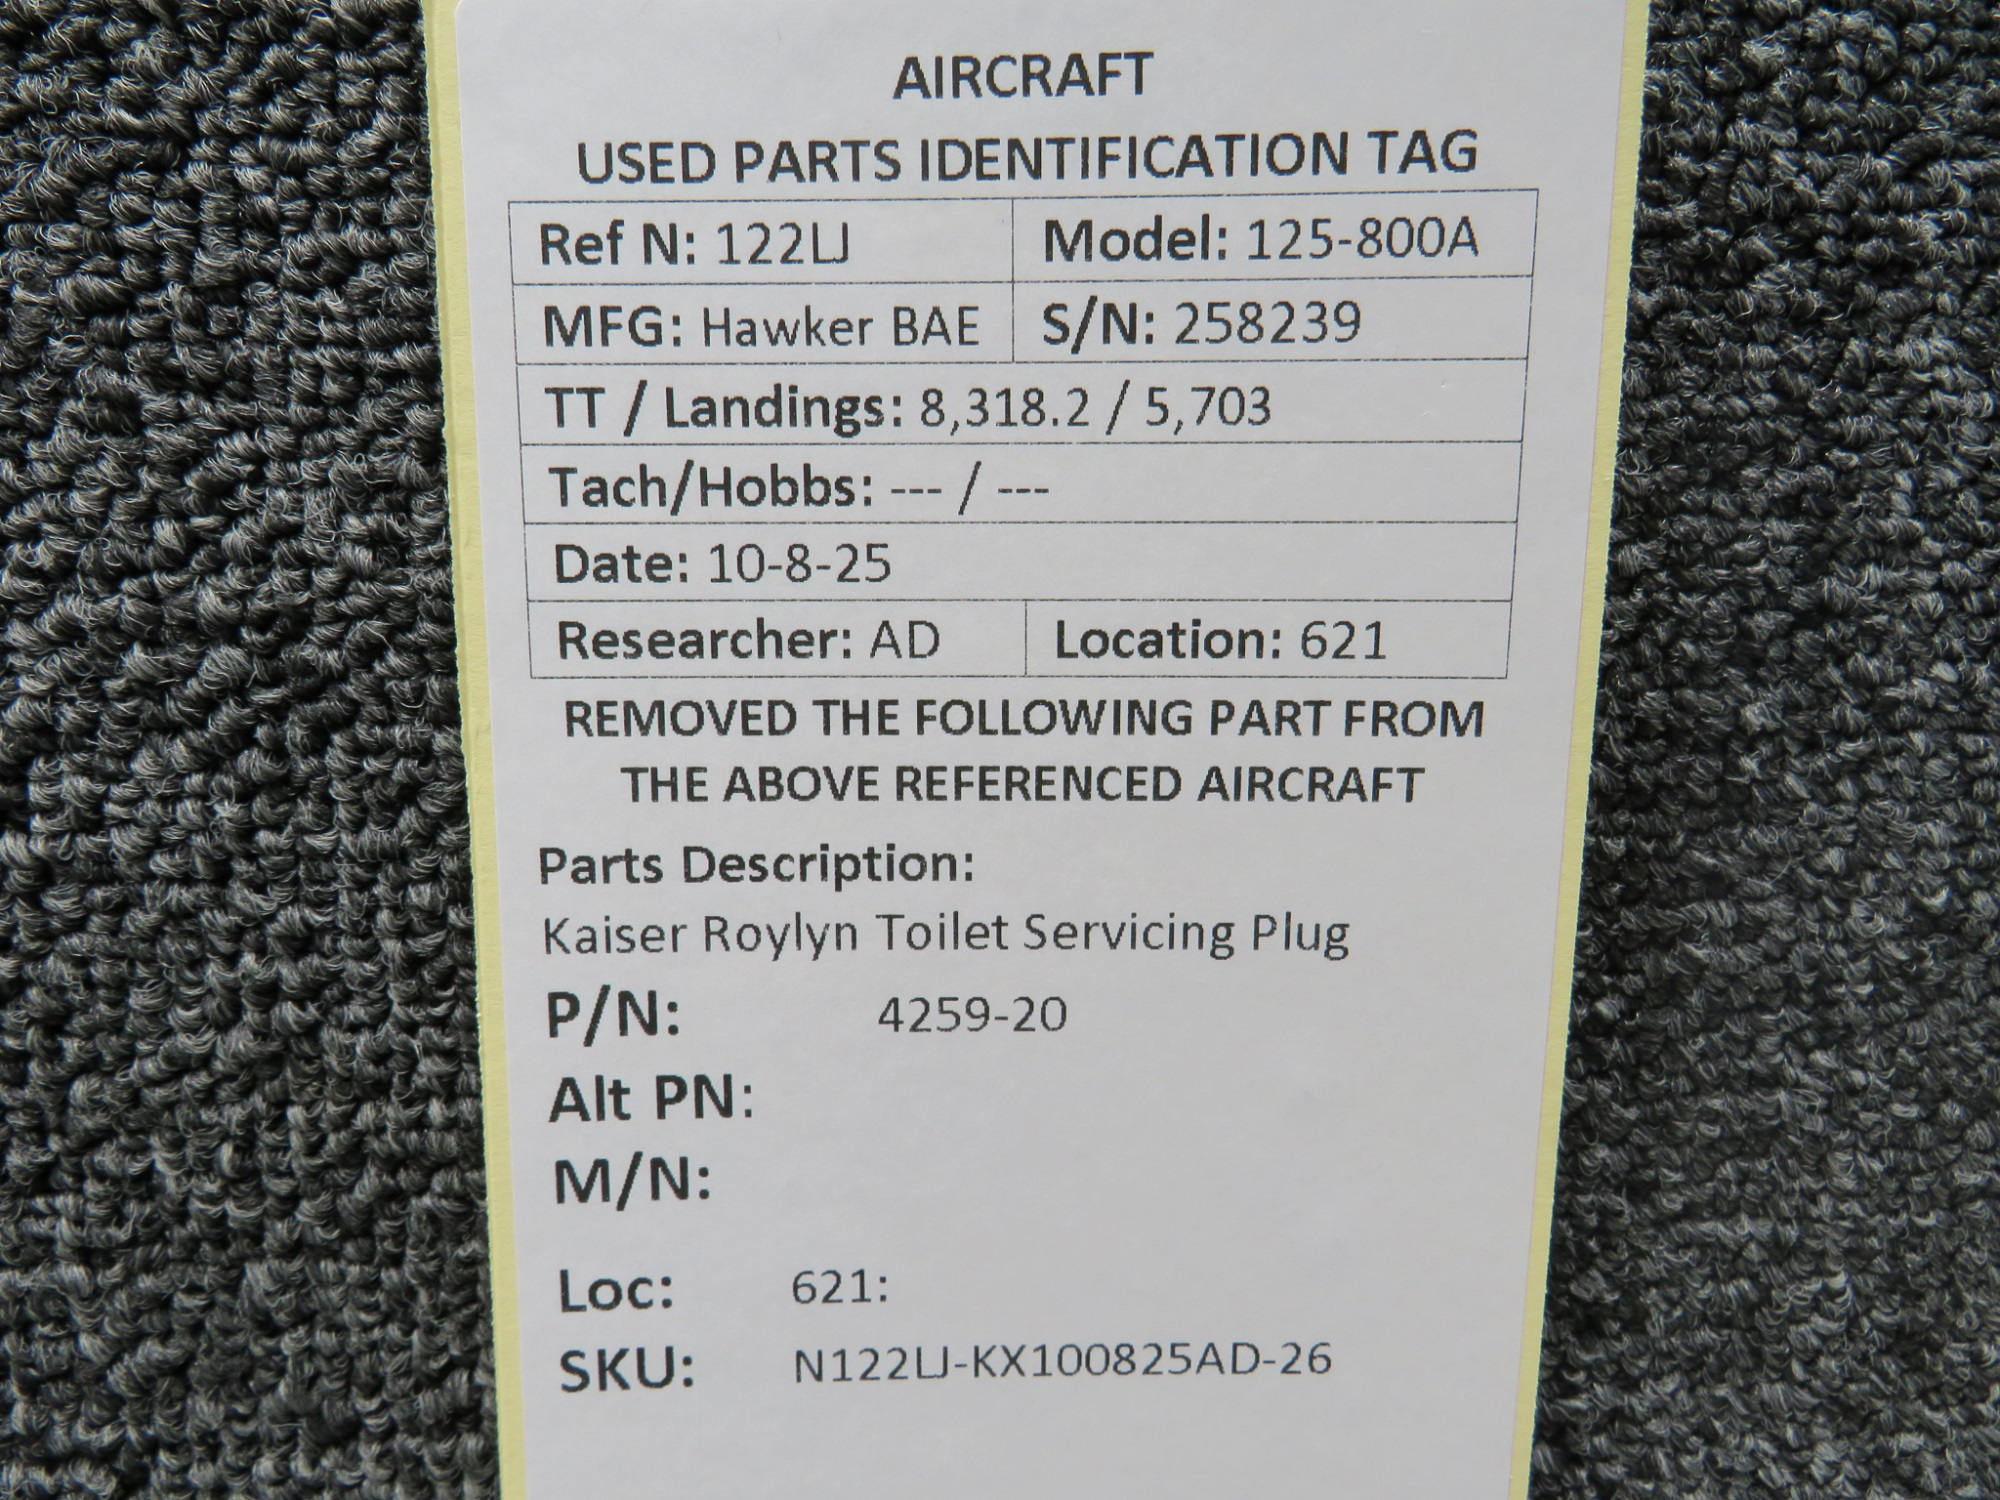 AIRCRAFT
USED PARTS IDENTIFICATION TAG
Ref N: 122LJ Model: 125-800A
MFG: Hawker BAE S/N: 258239
TT / Landings: 8,318.2 / 5,703
Tach/Hobbs: --- / ---
Date: 10-8-25
Researcher: AD Location: 621
REMOVED THE FOLLOWING PART FROM
THE ABOVE REFERENCED AIRCRAFT
Parts Description:
Kaiser Roylyn Toilet Servicing Plug
P/N: 4259-20
Alt PN:
M/N:
Loc: 621:
SKU: N122LJ-KX100825AD-26